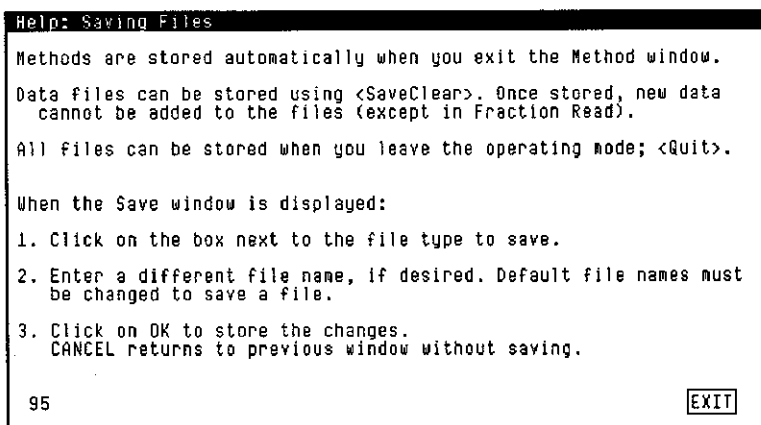 Help: Saving Files
Methods are stored automatically when you exit the Method window.
Data files can be stored using <SaveClear>. Once stored, new data
cannot be added to the files (except in Fraction Read).
All files can be stored when you leave the operating mode; <Quit>.
When the Save window is displayed:
1. Click on the box next to the file type to save.
2. Enter a different file name, if desired. Default file names must
be changed to save a file.
3. Click on OK to store the changes.
CANCEL returns to previous window without saving.
95 EXIT